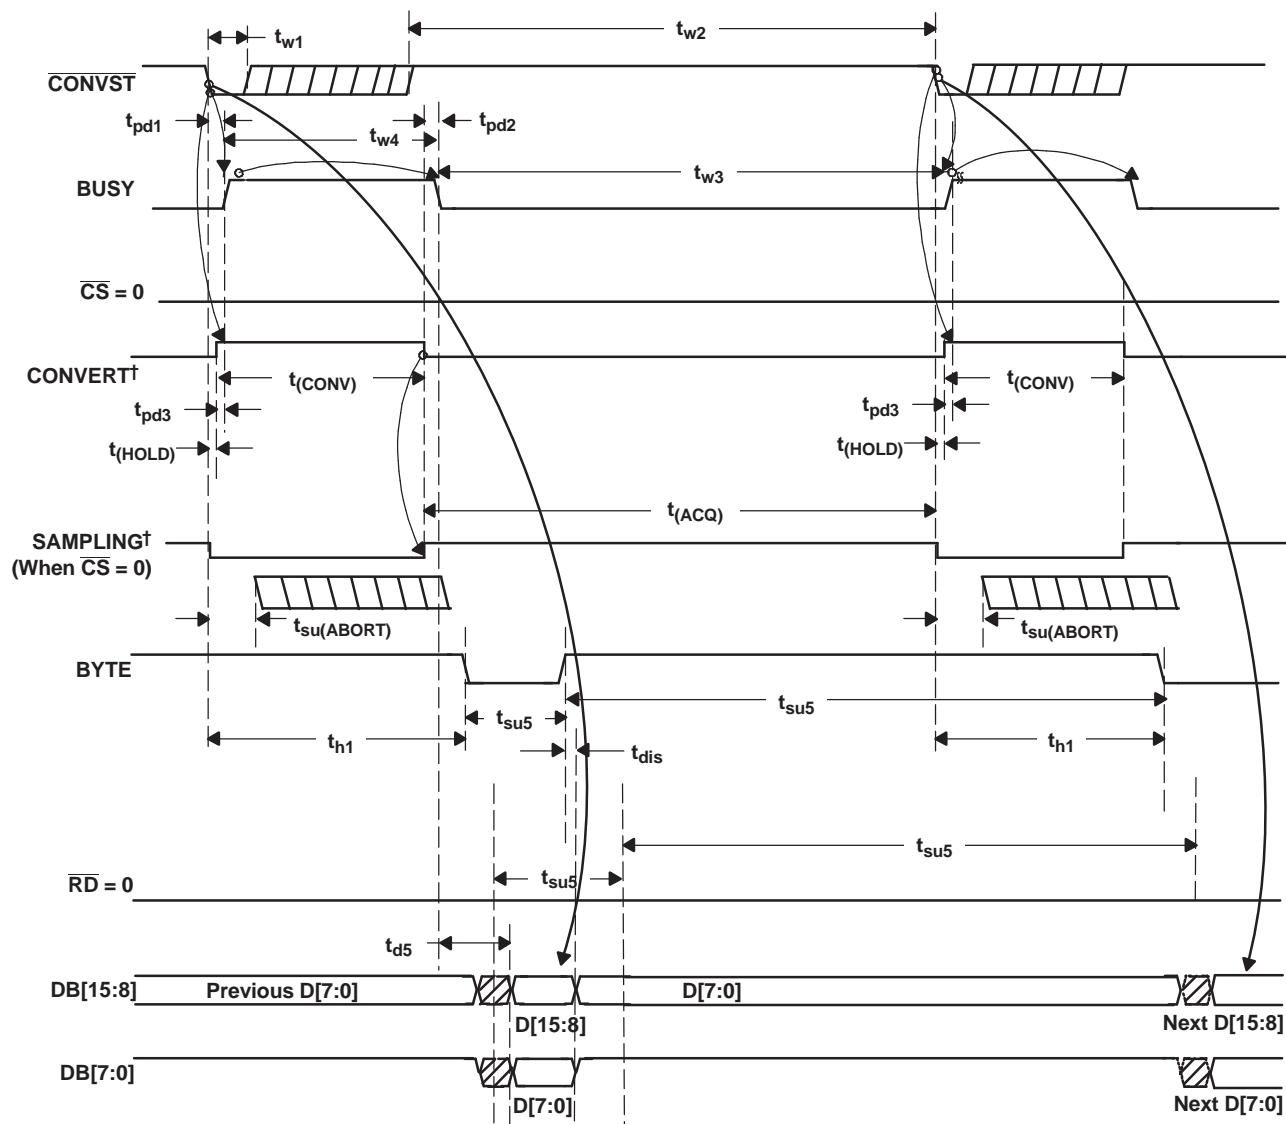 tw1
tw2
CONVST
tpd1
tw4
tpd2
BUSY
tw3
CS = 0
CONVERT†
t(CONV)
t(CONV)
tpd3
tpd3
t(HOLD)
t(HOLD)
t(ACQ)
SAMPLING†
(When CS = 0)
tsu(ABORT)
tsu(ABORT)
BYTE
tsu5
tsu5
th1
tdis
th1
tsu5
RD = 0
tsu5
td5
DB[15:8]
Previous D[7:0]
D[7:0]
D[15:8]
Next D[15:8]
DB[7:0]
D[7:0]
Next D[7:0]